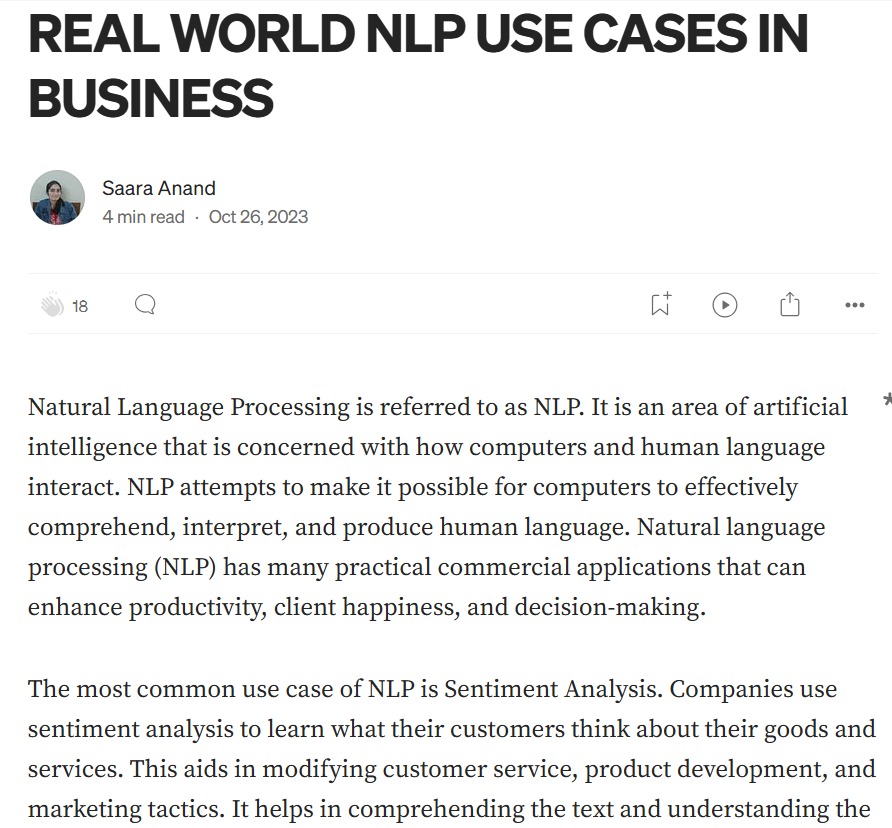 REAL WORLD NLP USE CASES IN
BUSINESS
Saara Anand
4 min read · Oct 26, 2023
18
Natural Language Processing is referred to as NLP. It is an area of artificial
intelligence that is concerned with how computers and human language
interact. NLP attempts to make it possible for computers to effectively
comprehend, interpret, and produce human language. Natural language
processing (NLP) has many practical commercial applications that can
enhance productivity, client happiness, and decision-making.
The most common use case of NLP is Sentiment Analysis. Companies use
sentiment analysis to learn what their customers think about their goods and
services. This aids in modifying customer service, product development, and
marketing tactics. It helps in comprehending the text and understanding the